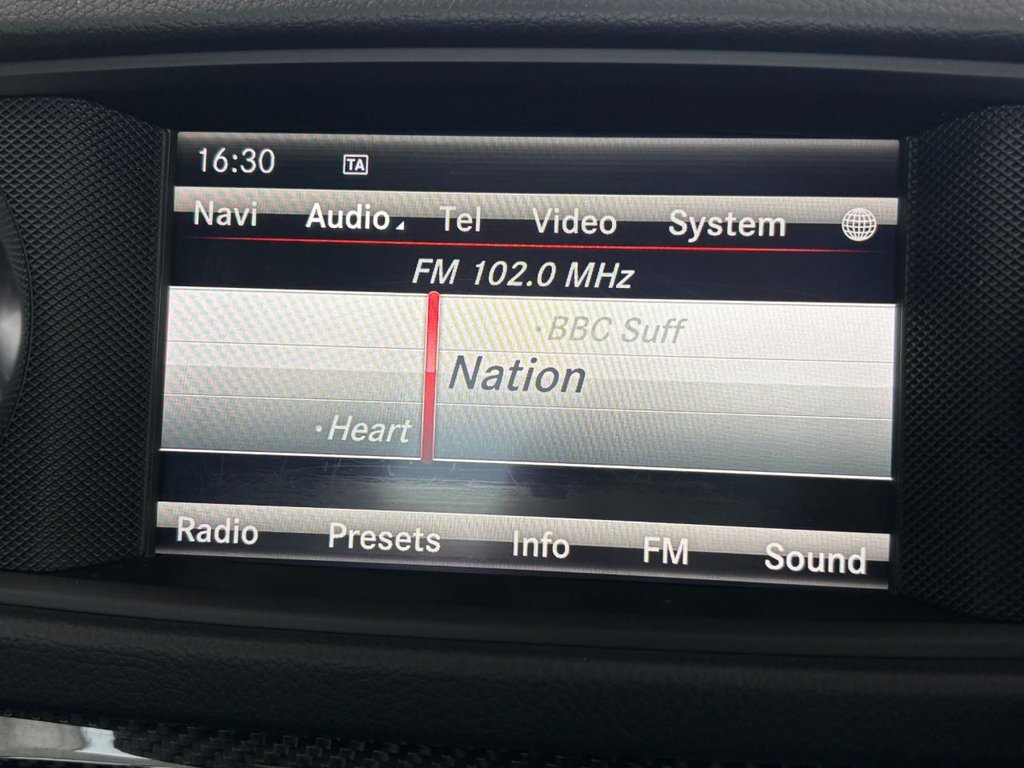 16:30 TA
Navi Audio Tel Video System
FM 102.0 MHz
·BBC Suff
Nation
·Heart
Radio Presets Info FM Sound